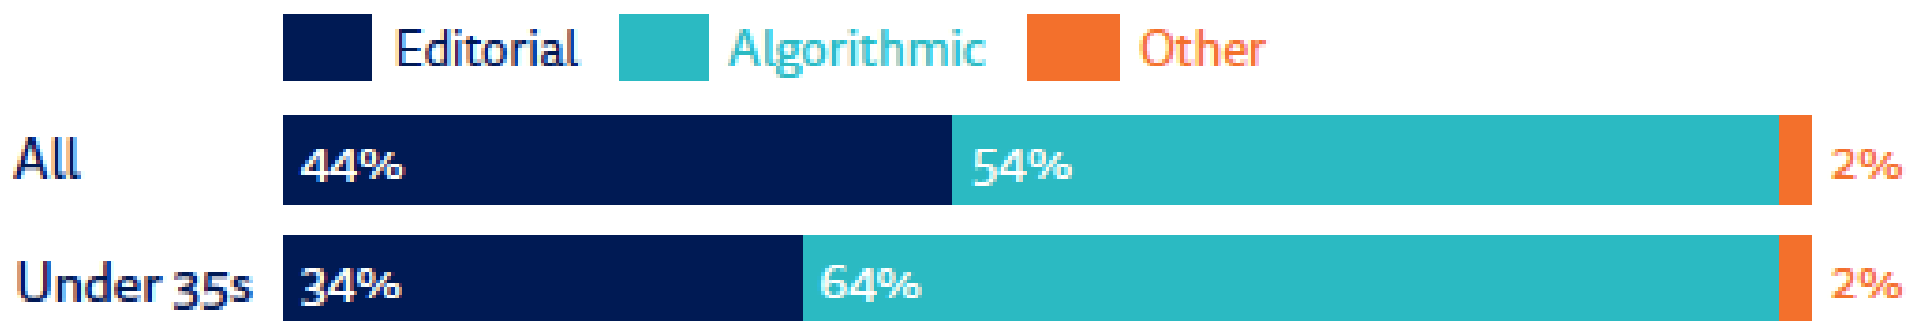 Editorial Algorithmic Other
All 44% 54% 2%
Under 35s 34% 64% 2%